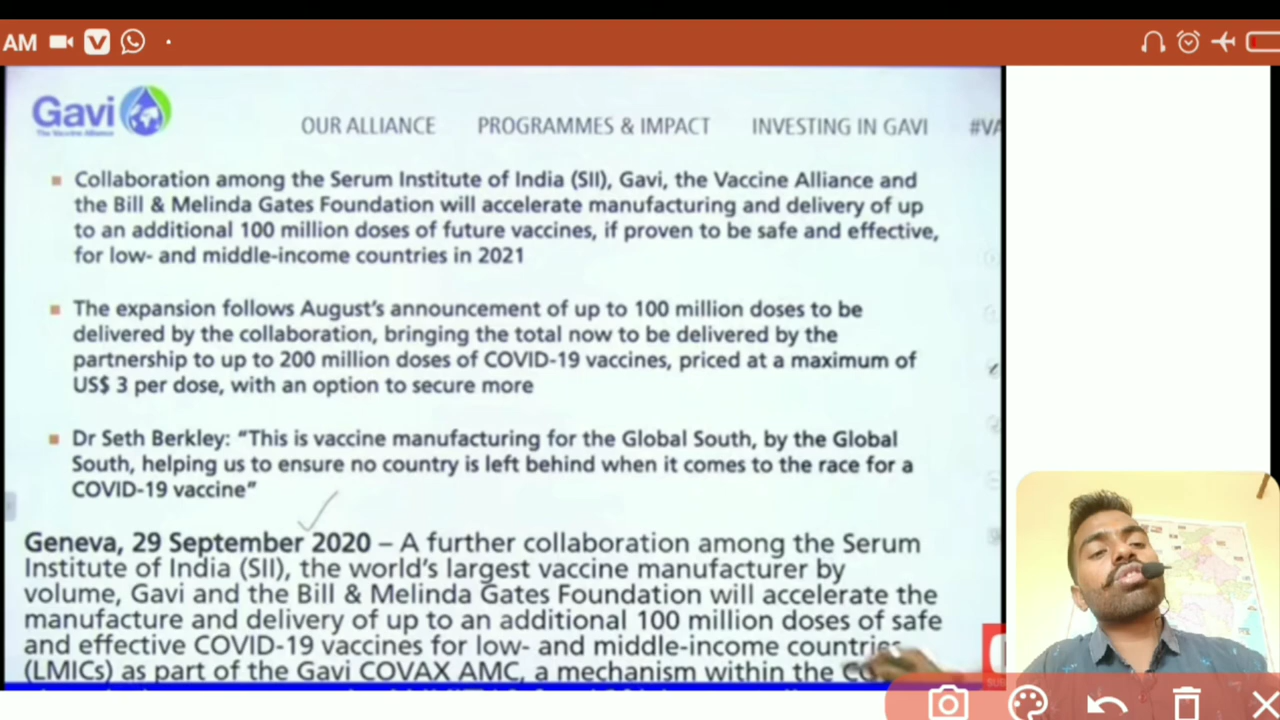 AM
Gavi
The Vaccine Alliance
OUR ALLIANCE PROGRAMMES & IMPACT INVESTING IN GAVI #VA
Collaboration among the Serum Institute of India (SII), Gavi, the Vaccine Alliance and
the Bill & Melinda Gates Foundation will accelerate manufacturing and delivery of up
to an additional 100 million doses of future vaccines, if proven to be safe and effective,
for low- and middle-income countries in 2021
The expansion follows August's announcement of up to 100 million doses to be
delivered by the collaboration, bringing the total now to be delivered by the
partnership to up to 200 million doses of COVID-19 vaccines, priced at a maximum of
US$ 3 per dose, with an option to secure more
Dr Seth Berkley: “This is vaccine manufacturing for the Global South, by the Global
South, helping us to ensure no country is left behind when it comes to the race for a
COVID-19 vaccine”
Geneva, 29 September 2020 – A further collaboration among the Serum
Institute of India (SII), the world's largest vaccine manufacturer by
volume, Gavi and the Bill & Melinda Gates Foundation will accelerate the
manufacture and delivery of up to an additional 100 million doses of safe
and effective COVID-19 vaccines for low- and middle-income countries
(LMICs) as part of the Gavi COVAX AMC, a mechanism within the